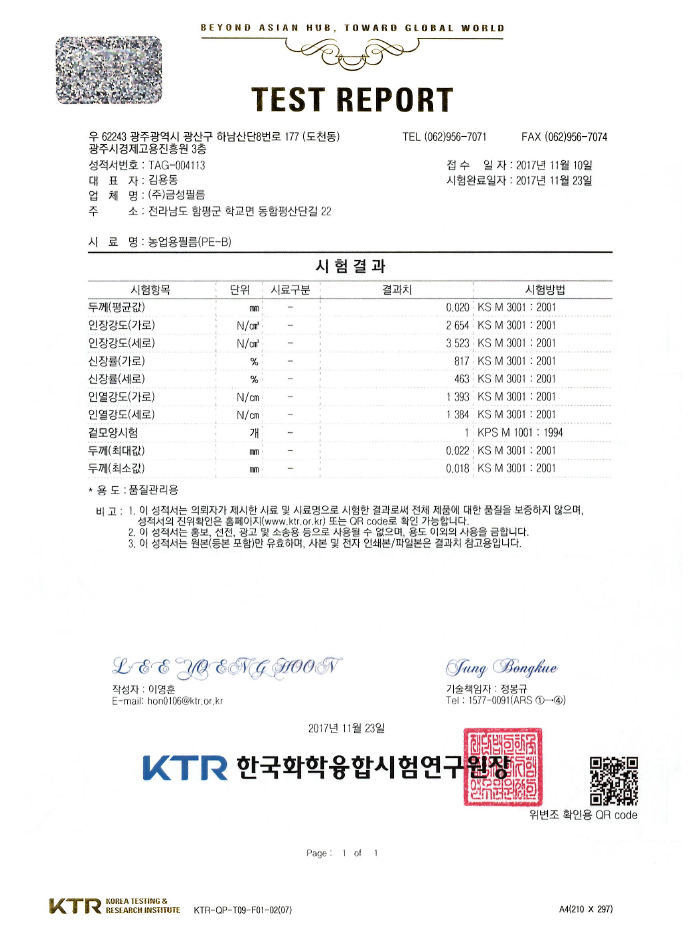 BEYOND ASIAN HUB, TOWARD GLOBAL WORLD
TEST REPORT
우 62243 광주광역시 광산구 하남산단8번로 177 (도천동) TEL (062)956-7071 FAX (062)956-7074
광주시경제고용진흥원 3층
성적서번호 : TAG-004113 접 수 일 자 : 2017년 11월 10일
대 표 자 : 김용동 시험완료일자 : 2017년 11월 23일
업 체 명 : (주)금성필름
주 소 : 전라남도 함평군 학교면 동함평산단길 22
시 료 명 : 농업용필름(PE-B)
시 험 결 과
시험항목 단위 시료구분 결과치 시험방법
두께(평균값) ㎜ - 0.020 KS M 3001 : 2001
인장강도(가로) N/㎠ - 2 654 KS M 3001 : 2001
인장강도(세로) N/㎠ - 3 523 KS M 3001 : 2001
신장률(가로) % - 817 KS M 3001 : 2001
신장률(세로) % - 463 KS M 3001 : 2001
인열강도(가로) N/㎝ - 1 393 KS M 3001 : 2001
인열강도(세로) N/㎝ - 1 384 KS M 3001 : 2001
겉모양시험 개 - 1 KPS M 1001 : 1994
두께(최대값) ㎜ - 0.022 KS M 3001 : 2001
두께(최소값) ㎜ - 0.018 KS M 3001 : 2001
* 용 도 : 품질관리용
비 고 : 1. 이 성적서는 의뢰자가 제시한 시료 및 시료명으로 시험한 결과로써 전체 제품에 대한 품질을 보증하지 않으며,
성적서의 진위확인은 홈페이지(www.ktr.or.kr) 또는 QR code로 확인 가능합니다.
2. 이 성적서는 홍보, 선전, 광고 및 소송용 등으로 사용될 수 없으며, 용도 이외의 사용을 금합니다.
3. 이 성적서는 원본(등본 포함)만 유효하며, 사본 및 전자 인쇄본/파일본은 결과치 참고용입니다.
LEE YOENG HOON Jung Bongkue
작성자 : 이영훈 기술책임자 : 정봉규
E-mail: hon0106@ktr.or.kr Tel : 1577-0091(ARS ①→④)
2017년 11월 23일
KTR 한국화학융합시험연구원장
위변조 확인용 QR code
Page : 1 of 1
KTR KOREA TESTING &
RESEARCH INSTITUTE KTR-QP-T09-F01-02(07) A4(210 X 297)